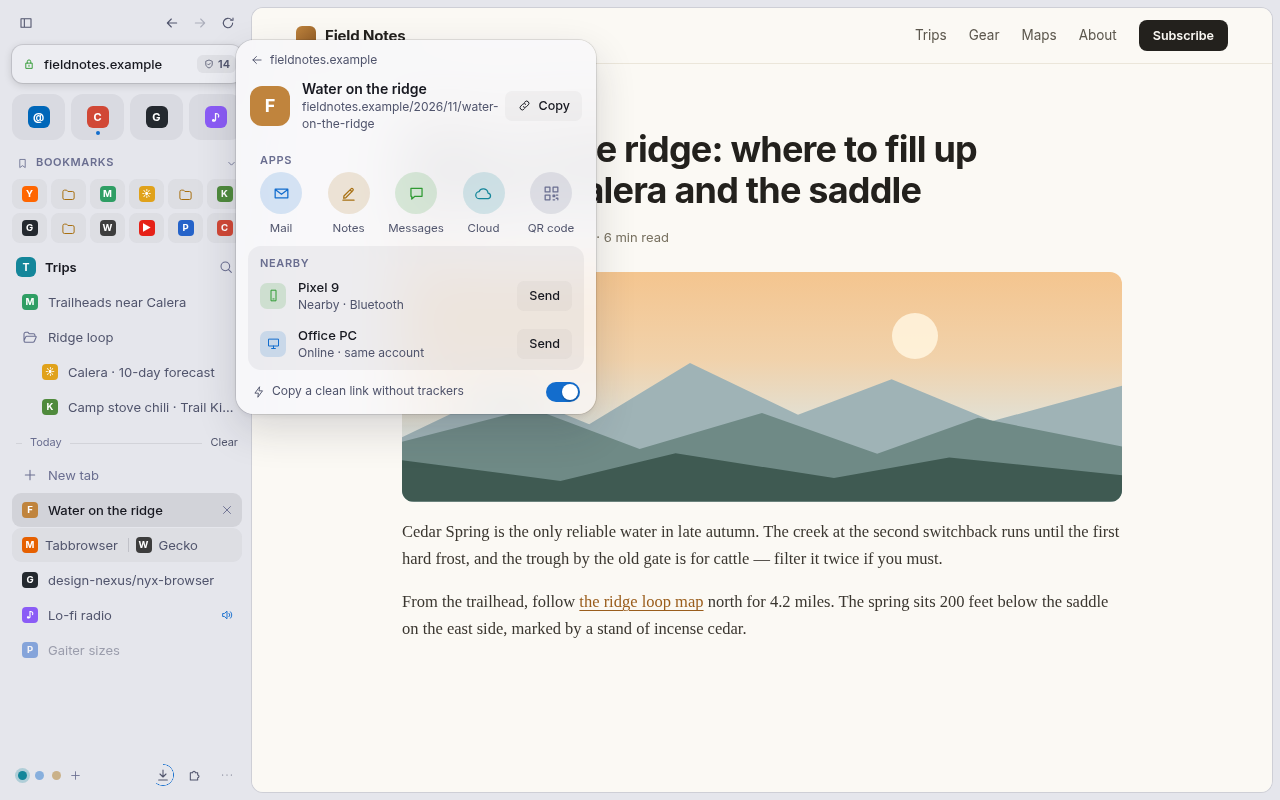 fieldnotes.example
14
@
C
G
BOOKMARKS
Y
M
K
G
W
P
C
T Trips
M Trailheads near Calera
Ridge loop
Calera · 10-day forecast
K Camp stove chili · Trail Ki...
Today
Clear
New tab
F Water on the ridge
M Tabbrowser
W Gecko
G design-nexus/nyx-browser
Lo-fi radio
P Gaiter sizes
fieldnotes.example
F
Water on the ridge
fieldnotes.example/2026/11/water-
on-the-ridge
Copy
APPS
Mail
Notes
Messages
Cloud
QR code
NEARBY
Pixel 9
Nearby · Bluetooth
Send
Office PC
Online · same account
Send
Copy a clean link without trackers
Field Notes
Trips
Gear
Maps
About
Subscribe
e ridge: where to fill up
alera and the saddle
· 6 min read
Cedar Spring is the only reliable water in late autumn. The creek at the second switchback runs until the first
hard frost, and the trough by the old gate is for cattle — filter it twice if you must.
From the trailhead, follow the ridge loop map north for 4.2 miles. The spring sits 200 feet below the saddle
on the east side, marked by a stand of incense cedar.